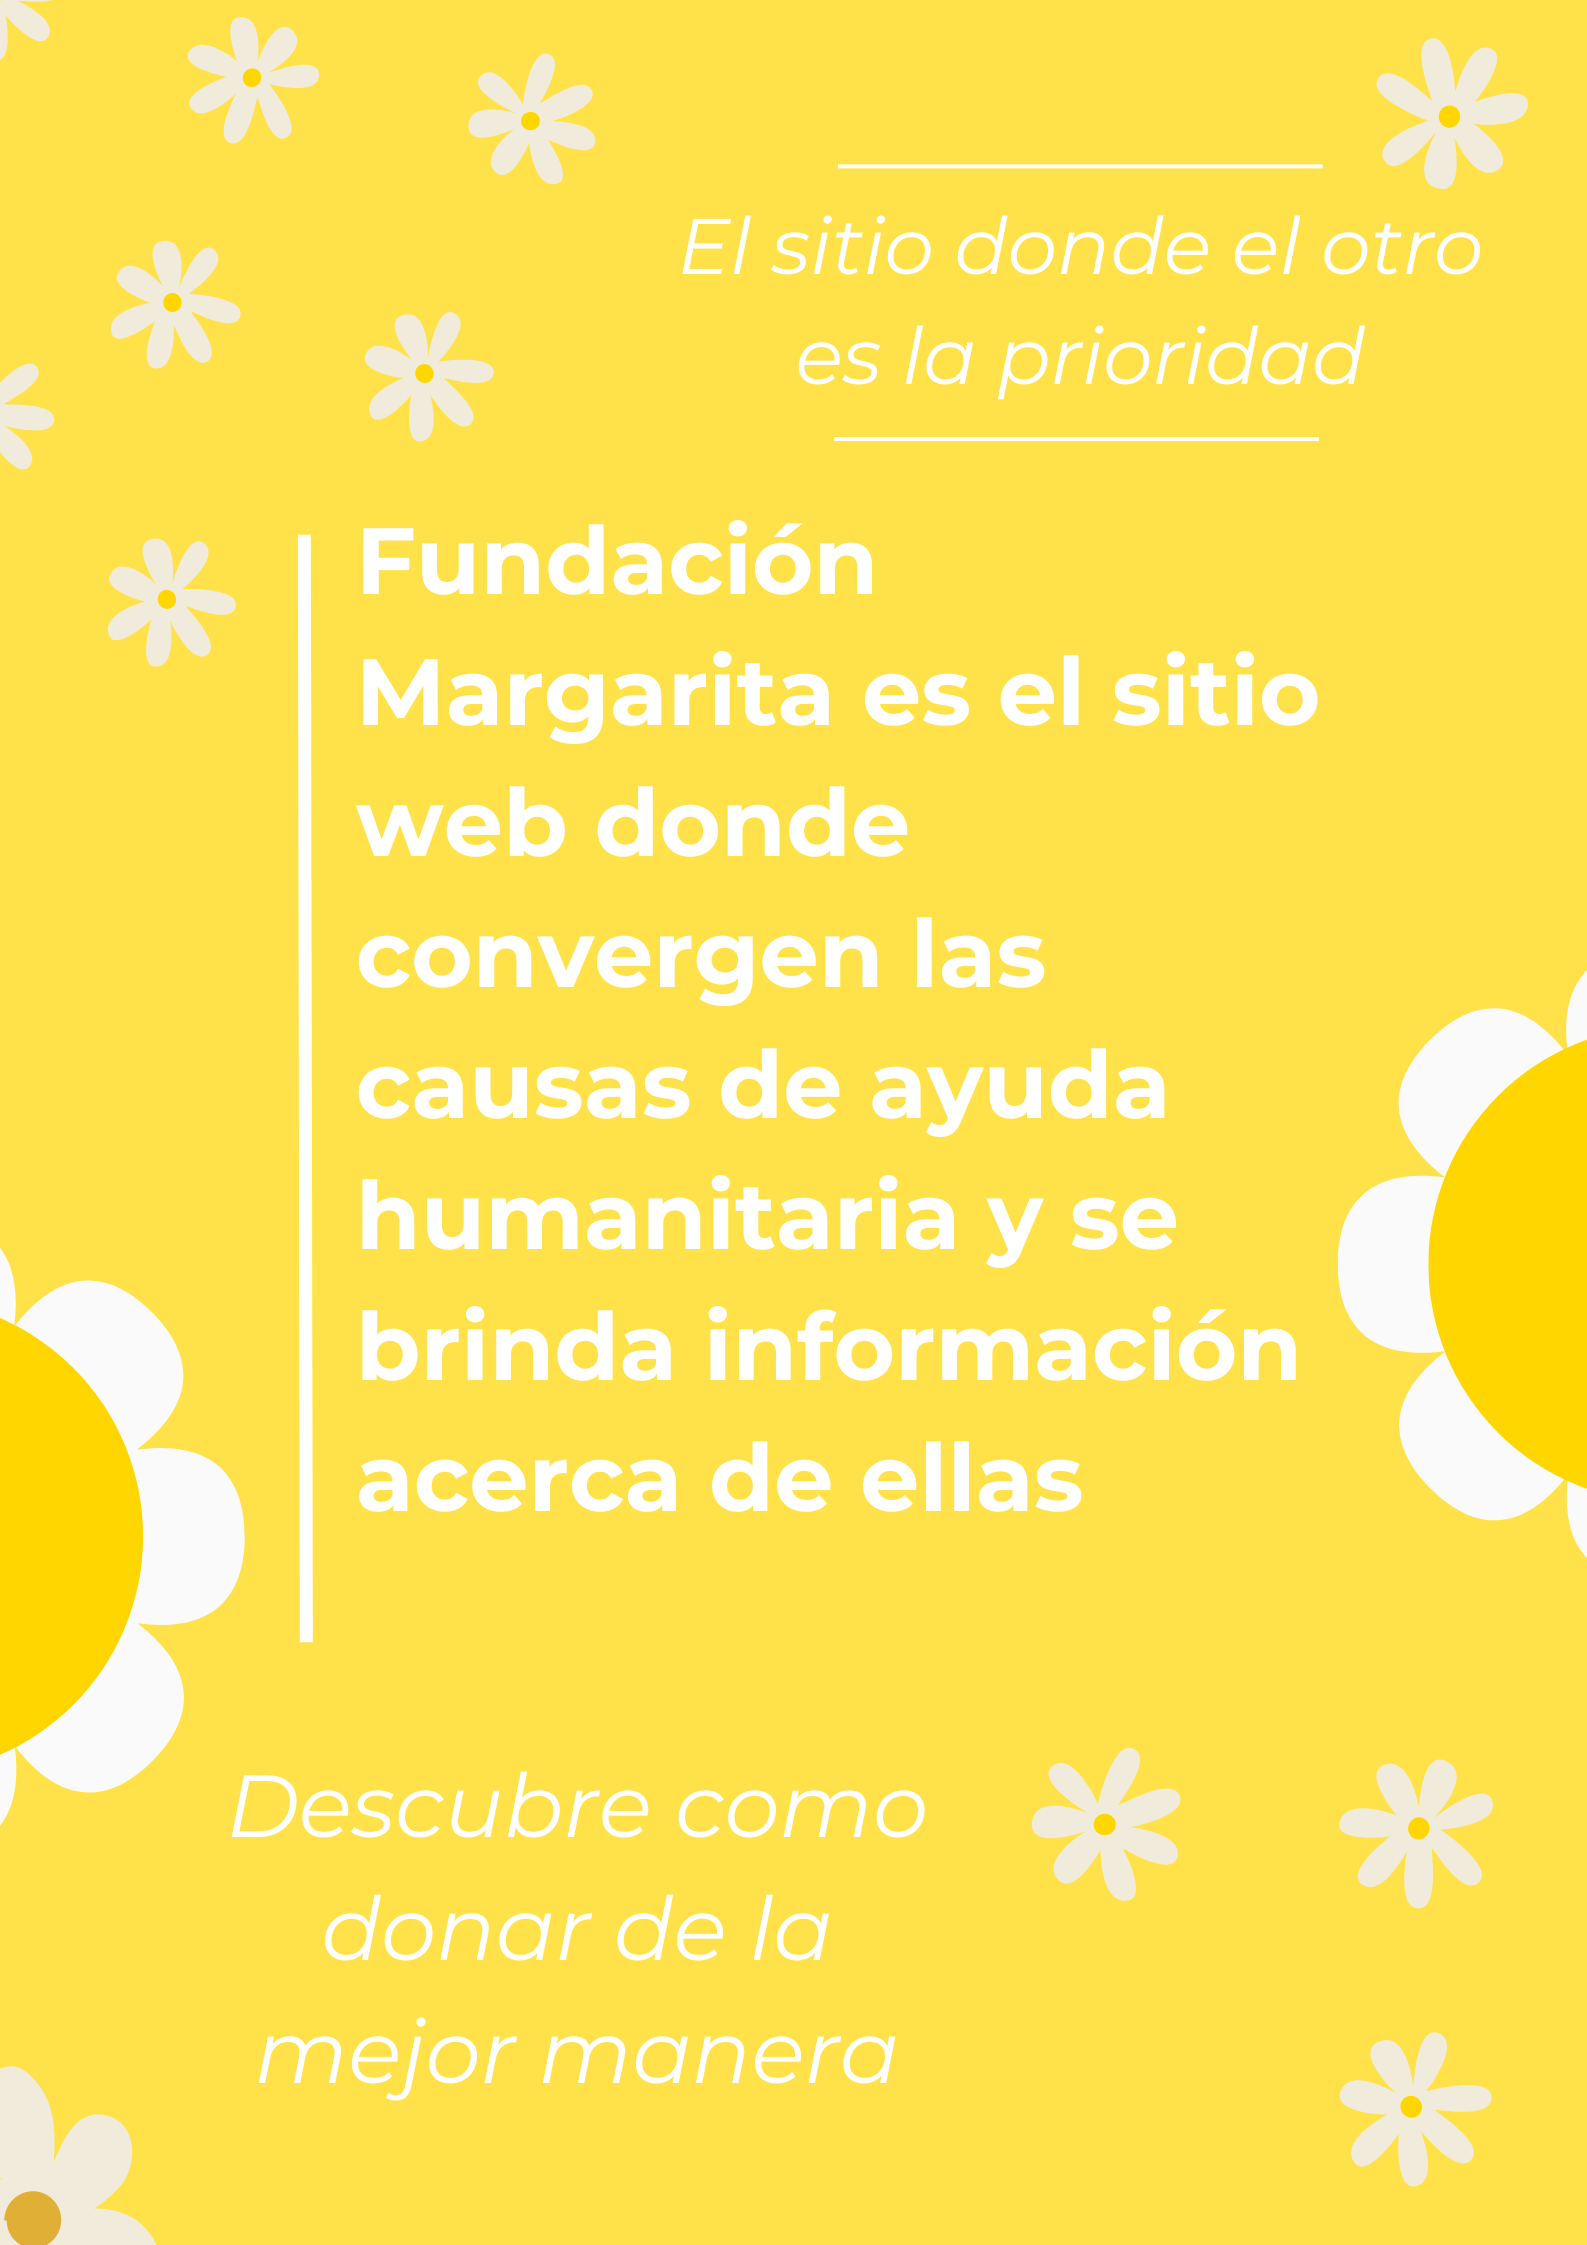 El sitio donde el otro
es la prioridad
Fundación
Margarita es el sitio
web donde
convergen las
causas de ayuda
humanitaria y se
brinda información
acerca de ellas
Descubre como
donar de la
mejor manera